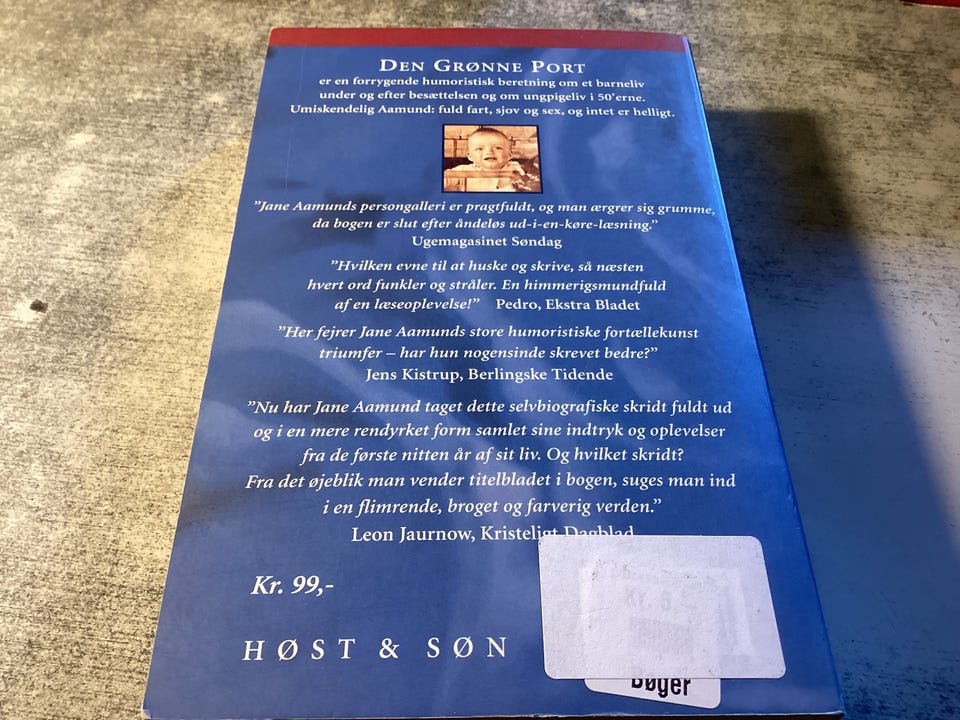 DEN GRØNNE PORT
er en forrygende humoristisk beretning om et barneliv
under og efter besættelsen og om ungpigeliv i 50'erne.
Umiskendelig Aamund: fuld fart, sjov og sex, og intet er helligt.
"Jane Aamunds persongalleri er pragtfuldt, og man ærgrer sig grumme,
da bogen er slut efter åndeløs ud-i-en-køre-læsning."
Ugemagasinet Søndag
"Hvilken evne til at huske og skrive, så næsten
hvert ord funkler og stråler. En himmerigsmundfuld
af en læseoplevelse!" Pedro, Ekstra Bladet
"Her fejrer Jane Aamunds store humoristiske fortællekunst
triumfer – har hun nogensinde skrevet bedre?"
Jens Kistrup, Berlingske Tidende
"Nu har Jane Aamund taget dette selvbiografiske skridt fuldt ud
og i en mere rendyrket form samlet sine indtryk og oplevelser
fra de første nitten år af sit liv. Og hvilket skridt?
Fra det øjeblik man vender titelbladet i bogen, suges man ind
i en flimrende, broget og farverig verden."
Leon Jaurnow, Kristeligt Dagblad
Kr. 99,-
HØST & SØN
Bøger